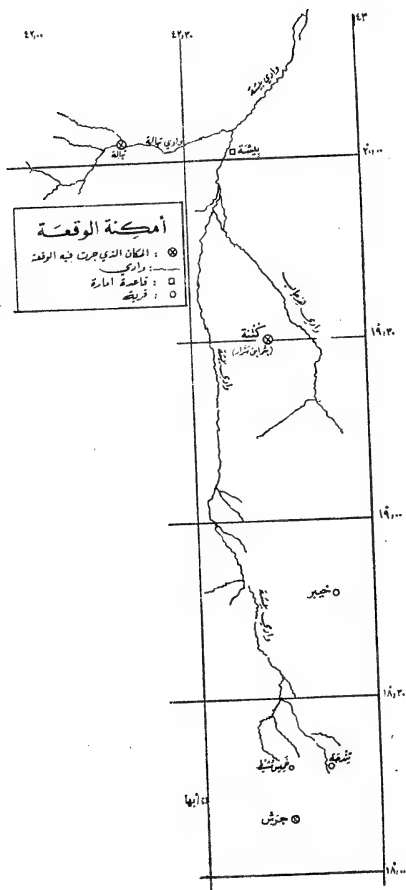 ٤٢,٠٠
٤٢,٣٠
٤٣
وادي بيشة
وادي تبالة
تبالة
بيشة
٢٠,٠٠
أمكنة الوقعة
⊗ : المكان الذي جرت فيه الوقعة
: وادي
□ : قاعدة امارة
○ : قرية
وادي ترج
كتنة
١٩,٣٠
وادي بيشة
١٩,٠٠
خيبر
وادي بيشة
١٨,٣٠
تندحة
خميس مشيط
أبها
جرش
١٨,٠٠